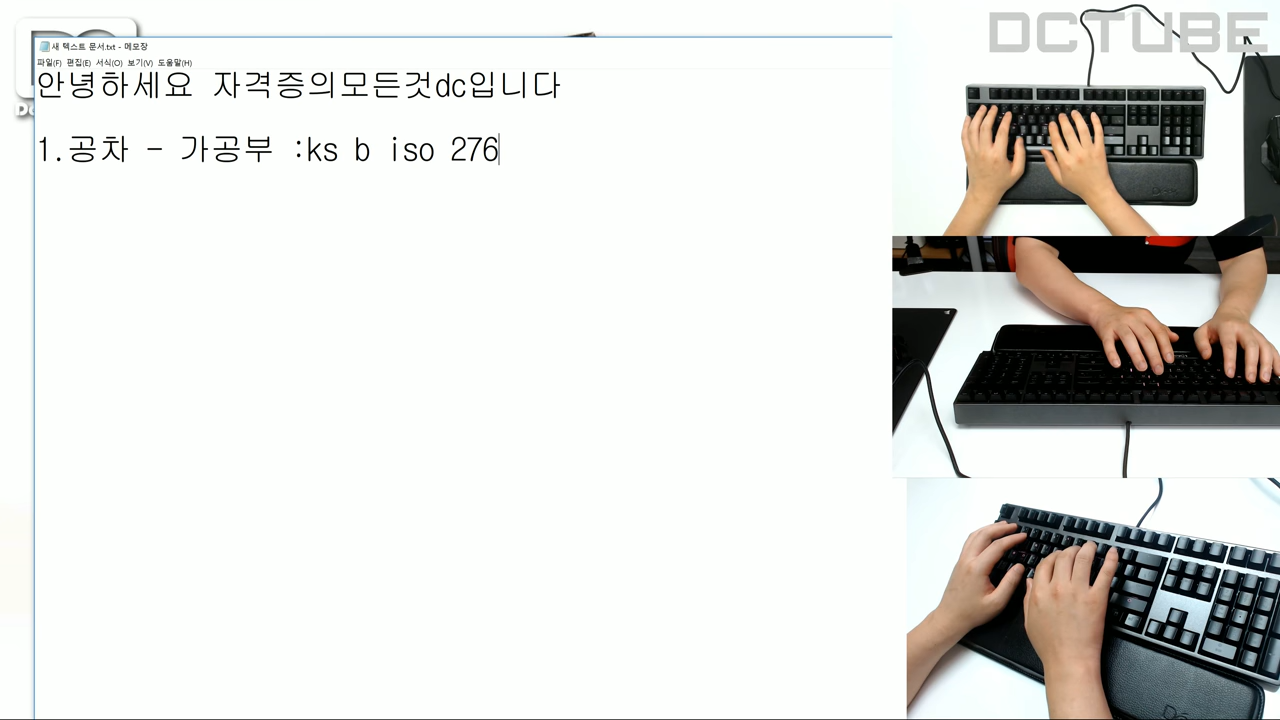 새 텍스트 문서.txt - 메모장
파일(F) 편집(E) 서식(O) 보기(V) 도움말(H)
안녕하세요 자격증의모든것dc입니다
1.공차 - 가공부 :ks b iso 276
DCTUBE